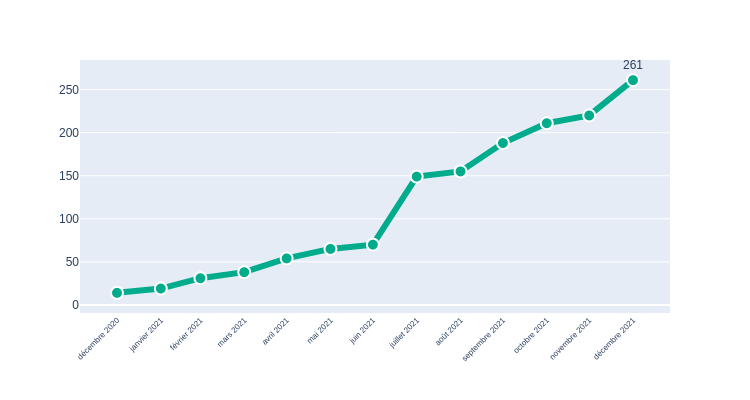 261
250
200
150
100
50
0
décembre 2020
janvier 2021
février 2021
mars 2021
avril 2021
mai 2021
juin 2021
juillet 2021
août 2021
septembre 2021
octobre 2021
novembre 2021
décembre 2021